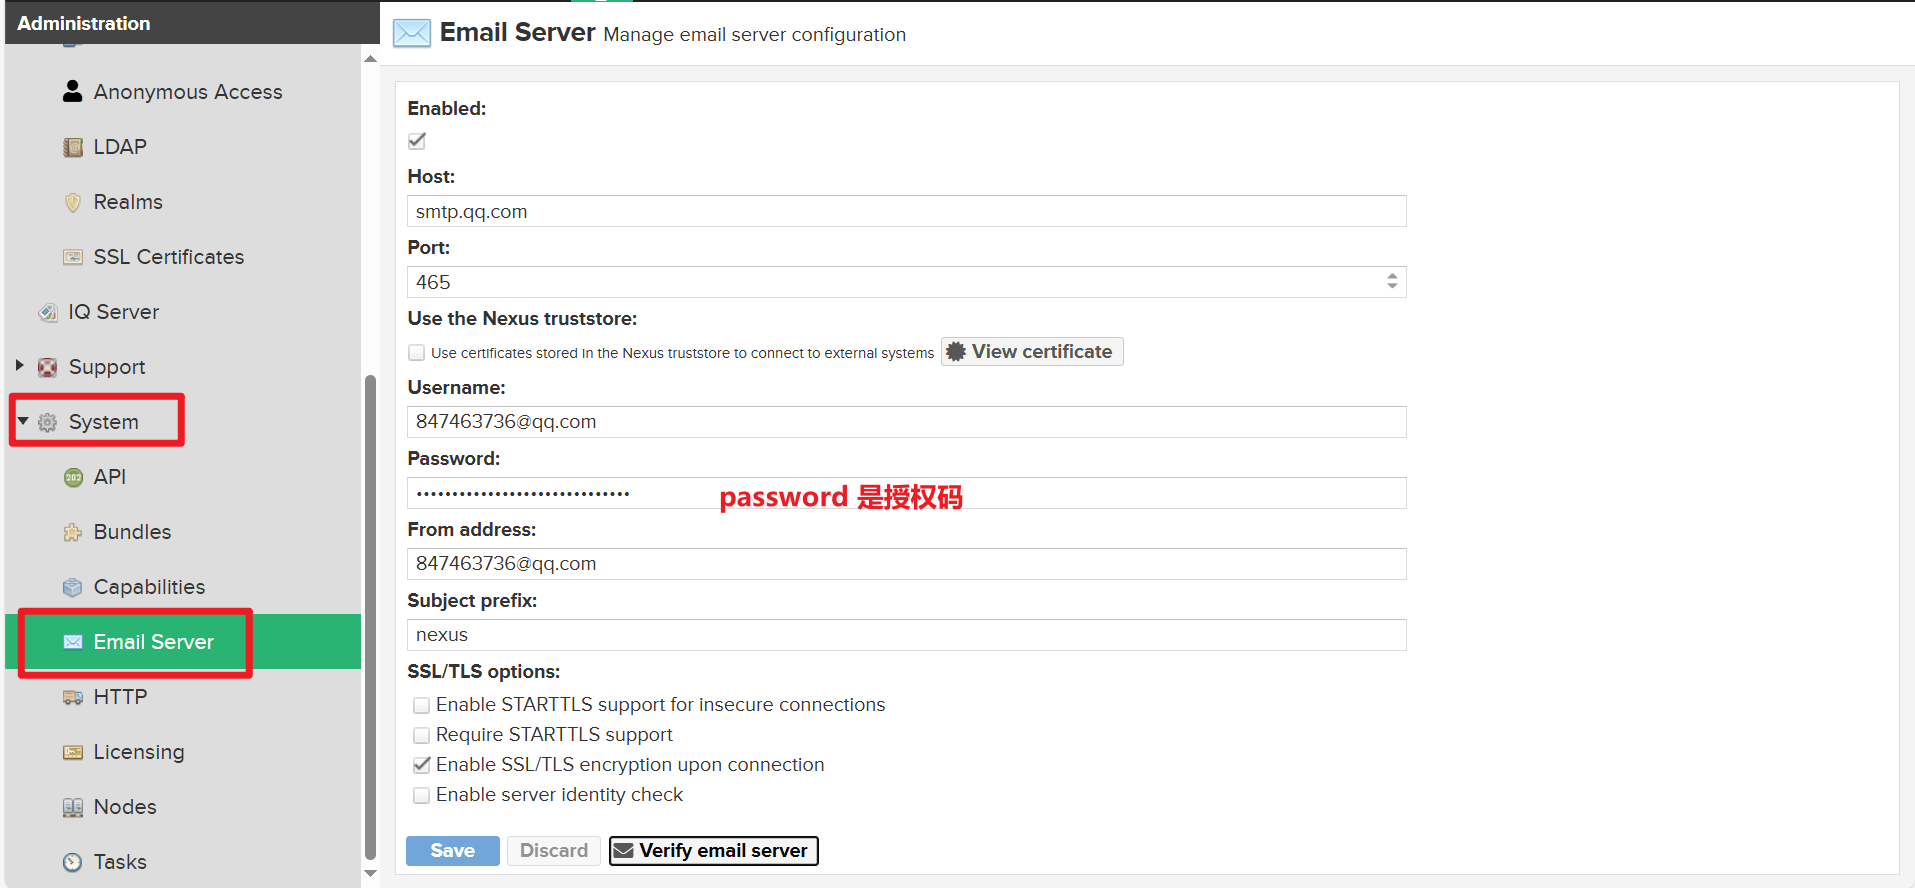 Administration
Anonymous Access
LDAP
Realms
SSL Certificates
IQ Server
Support
System
API
Bundles
Capabilities
Email Server
HTTP
Licensing
Nodes
Tasks
Email Server Manage email server configuration
Enabled:
Host:
smtp.qq.com
Port:
465
Use the Nexus truststore:
Use certificates stored in the Nexus truststore to connect to external systems View certificate
Username:
847463736@qq.com
Password:
•••••••••••••••••••••••••••••• password 是授权码
From address:
847463736@qq.com
Subject prefix:
nexus
SSL/TLS options:
Enable STARTTLS support for insecure connections
Require STARTTLS support
Enable SSL/TLS encryption upon connection
Enable server identity check
Save Discard Verify email server